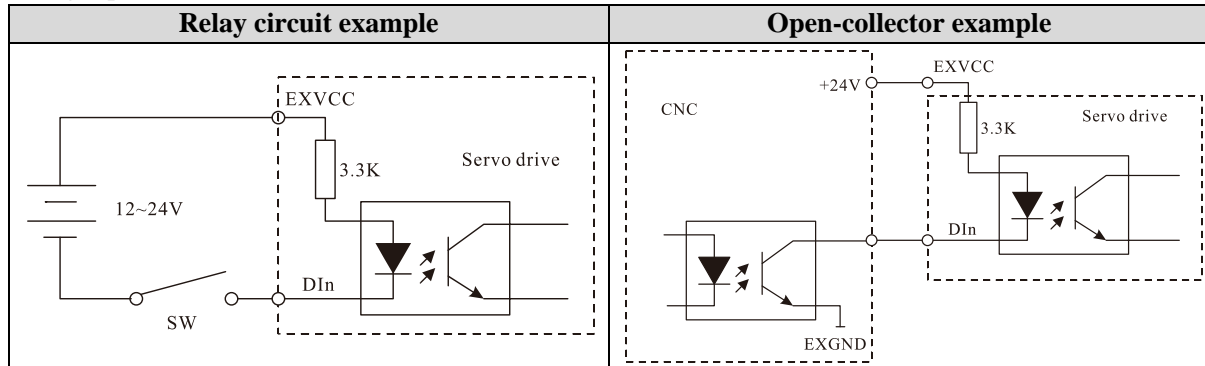 Relay circuit example
Open-collector example
EXVCC
3.3K
Servo drive
12~24V
DIn
SW
+24V
EXVCC
CNC
3.3K
Servo drive
DIn
EXGND